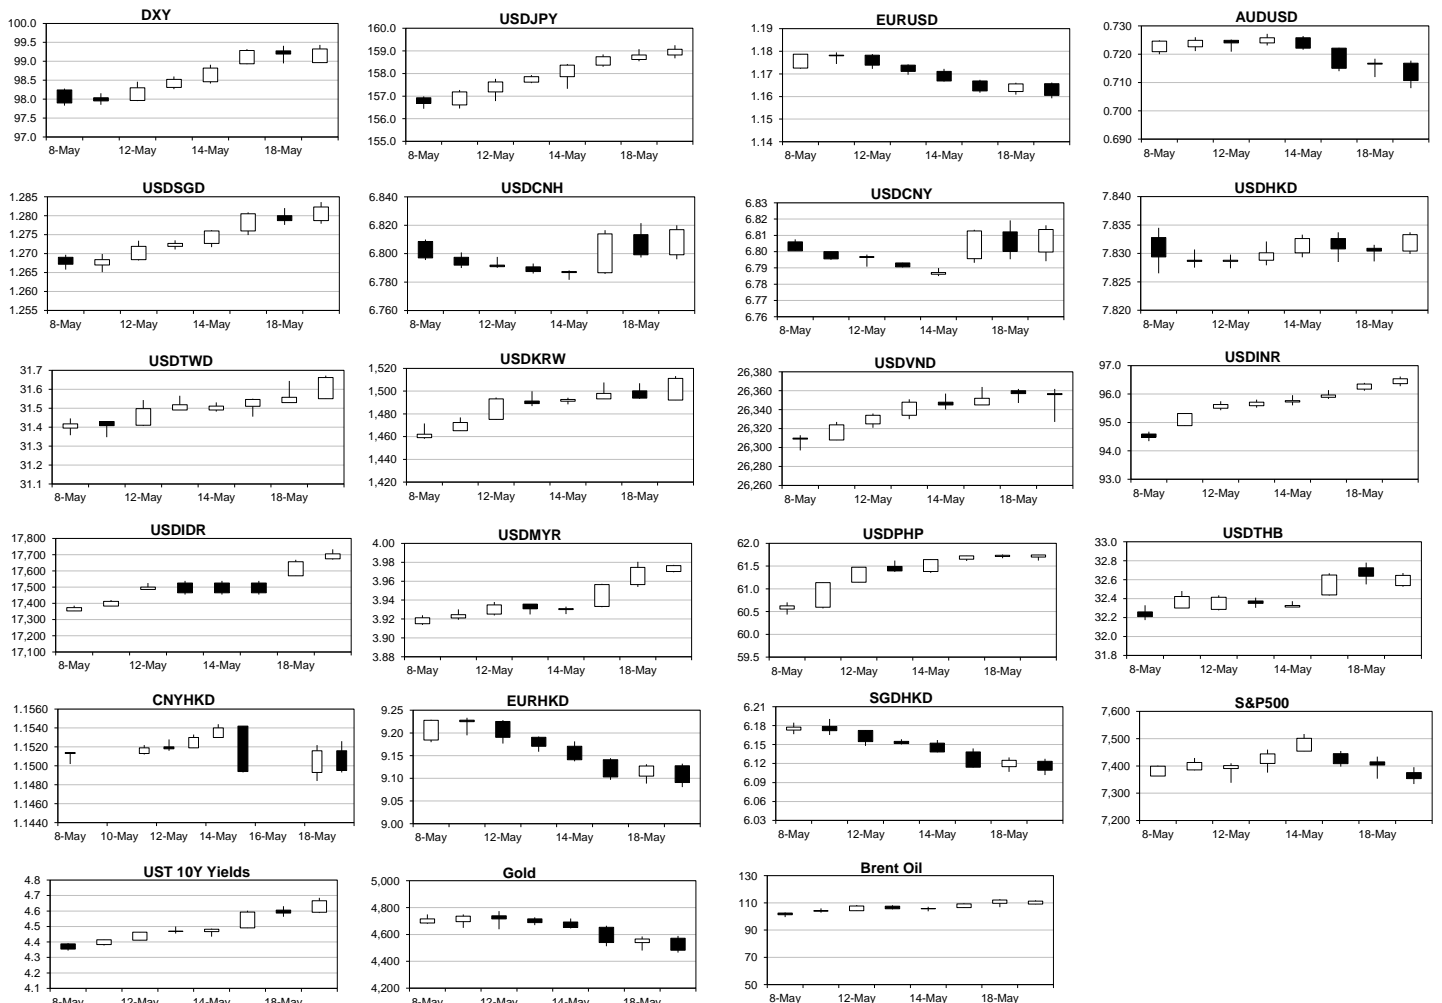 DXY
100.0
99.5
99.0
98.5
98.0
97.5
97.0
8-May
12-May
14-May
18-May
USDJPY
160.0
159.0
158.0
157.0
156.0
155.0
8-May
12-May
14-May
18-May
EURUSD
1.19
1.18
1.17
1.16
1.15
1.14
8-May
12-May
14-May
18-May
AUDUSD
0.730
0.720
0.710
0.700
0.690
8-May
12-May
14-May
18-May
USDSGD
1.285
1.280
1.275
1.270
1.265
1.260
1.255
8-May
12-May
14-May
18-May
USDCNH
6.840
6.820
6.800
6.780
6.760
8-May
12-May
14-May
18-May
USDCNY
6.83
6.82
6.81
6.80
6.79
6.78
6.77
6.76
8-May
12-May
14-May
18-May
USDHKD
7.840
7.835
7.830
7.825
7.820
8-May
12-May
14-May
18-May
USDTWD
31.7
31.6
31.5
31.4
31.3
31.2
31.1
8-May
12-May
14-May
18-May
USDKRW
1,520
1,500
1,480
1,460
1,440
1,420
8-May
12-May
14-May
18-May
USDVND
26,380
26,360
26,340
26,320
26,300
26,280
26,260
8-May
12-May
14-May
18-May
USDINR
97.0
96.0
95.0
94.0
93.0
8-May
12-May
14-May
18-May
USDIDR
17,800
17,700
17,600
17,500
17,400
17,300
17,200
17,100
8-May
12-May
14-May
18-May
USDMYR
4.00
3.98
3.96
3.94
3.92
3.90
3.88
8-May
12-May
14-May
18-May
USDPHP
62.0
61.5
61.0
60.5
60.0
59.5
8-May
12-May
14-May
18-May
USDTHB
33.0
32.8
32.6
32.4
32.2
32.0
31.8
8-May
12-May
14-May
18-May
CNYHKD
1.1560
1.1540
1.1520
1.1500
1.1480
1.1460
1.1440
8-May
10-May
12-May
14-May
16-May
18-May
EURHKD
9.25
9.20
9.15
9.10
9.05
9.00
8-May
12-May
14-May
18-May
SGDHKD
6.21
6.18
6.15
6.12
6.09
6.06
6.03
8-May
12-May
14-May
18-May
S&P500
7,600
7,500
7,400
7,300
7,200
8-May
12-May
14-May
18-May
UST 10Y Yields
4.8
4.7
4.6
4.5
4.4
4.3
4.2
4.1
8-May
12-May
14-May
18-May
Gold
5,000
4,800
4,600
4,400
4,200
8-May
12-May
14-May
18-May
Brent Oil
130
110
90
70
50
8-May
12-May
14-May
18-May